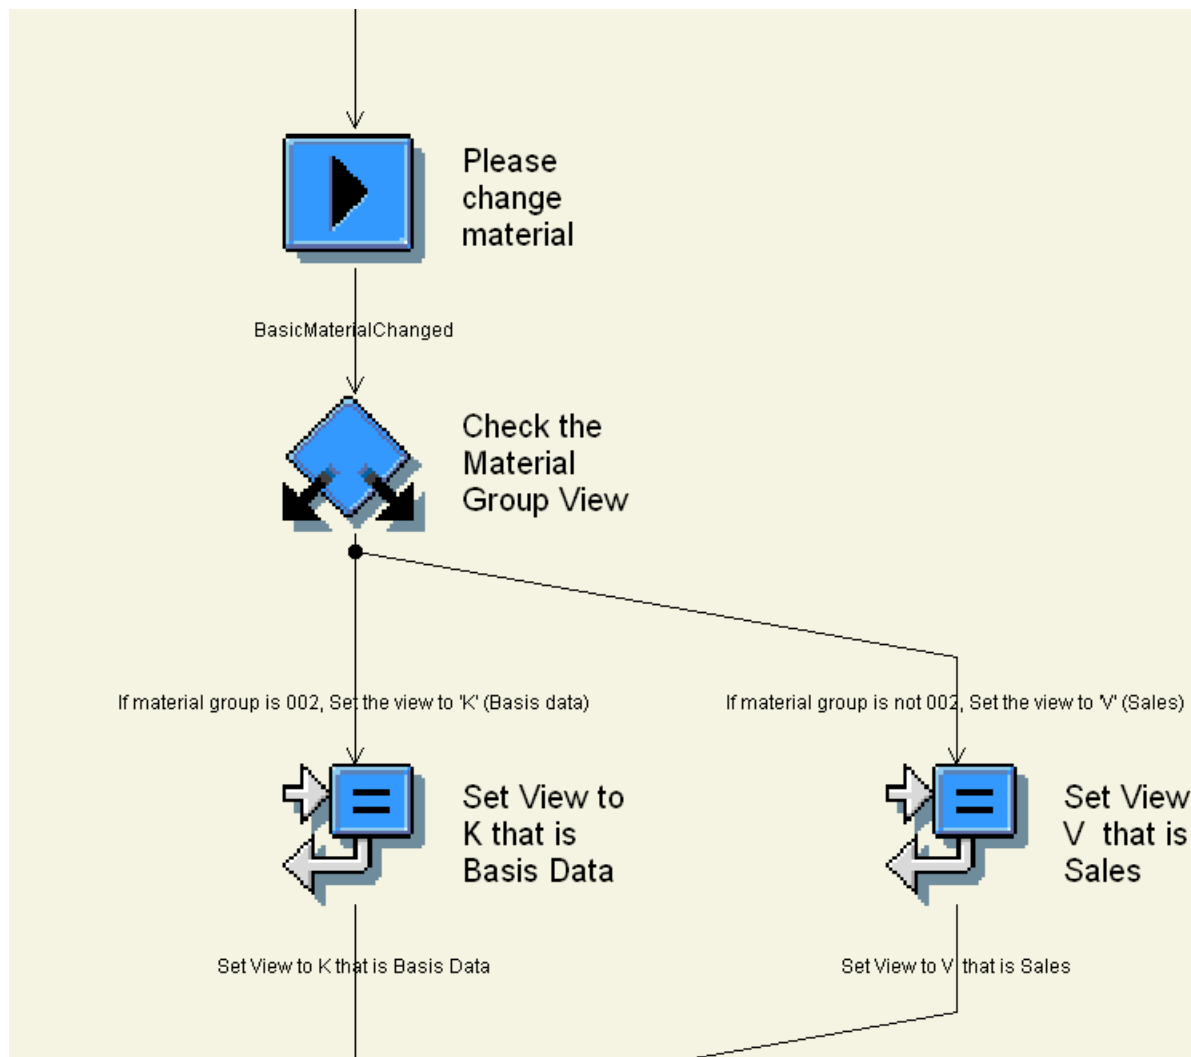 Please
change
material
BasicMaterialChanged
Check the
Material
Group View
If material group is 002, Set the view to 'K' (Basis data)
If material group is not 002, Set the view to 'V' (Sales)
Set View to
K that is
Basis Data
Set View
V that is
Sales
Set View to K that is Basis Data
Set View to V that is Sales